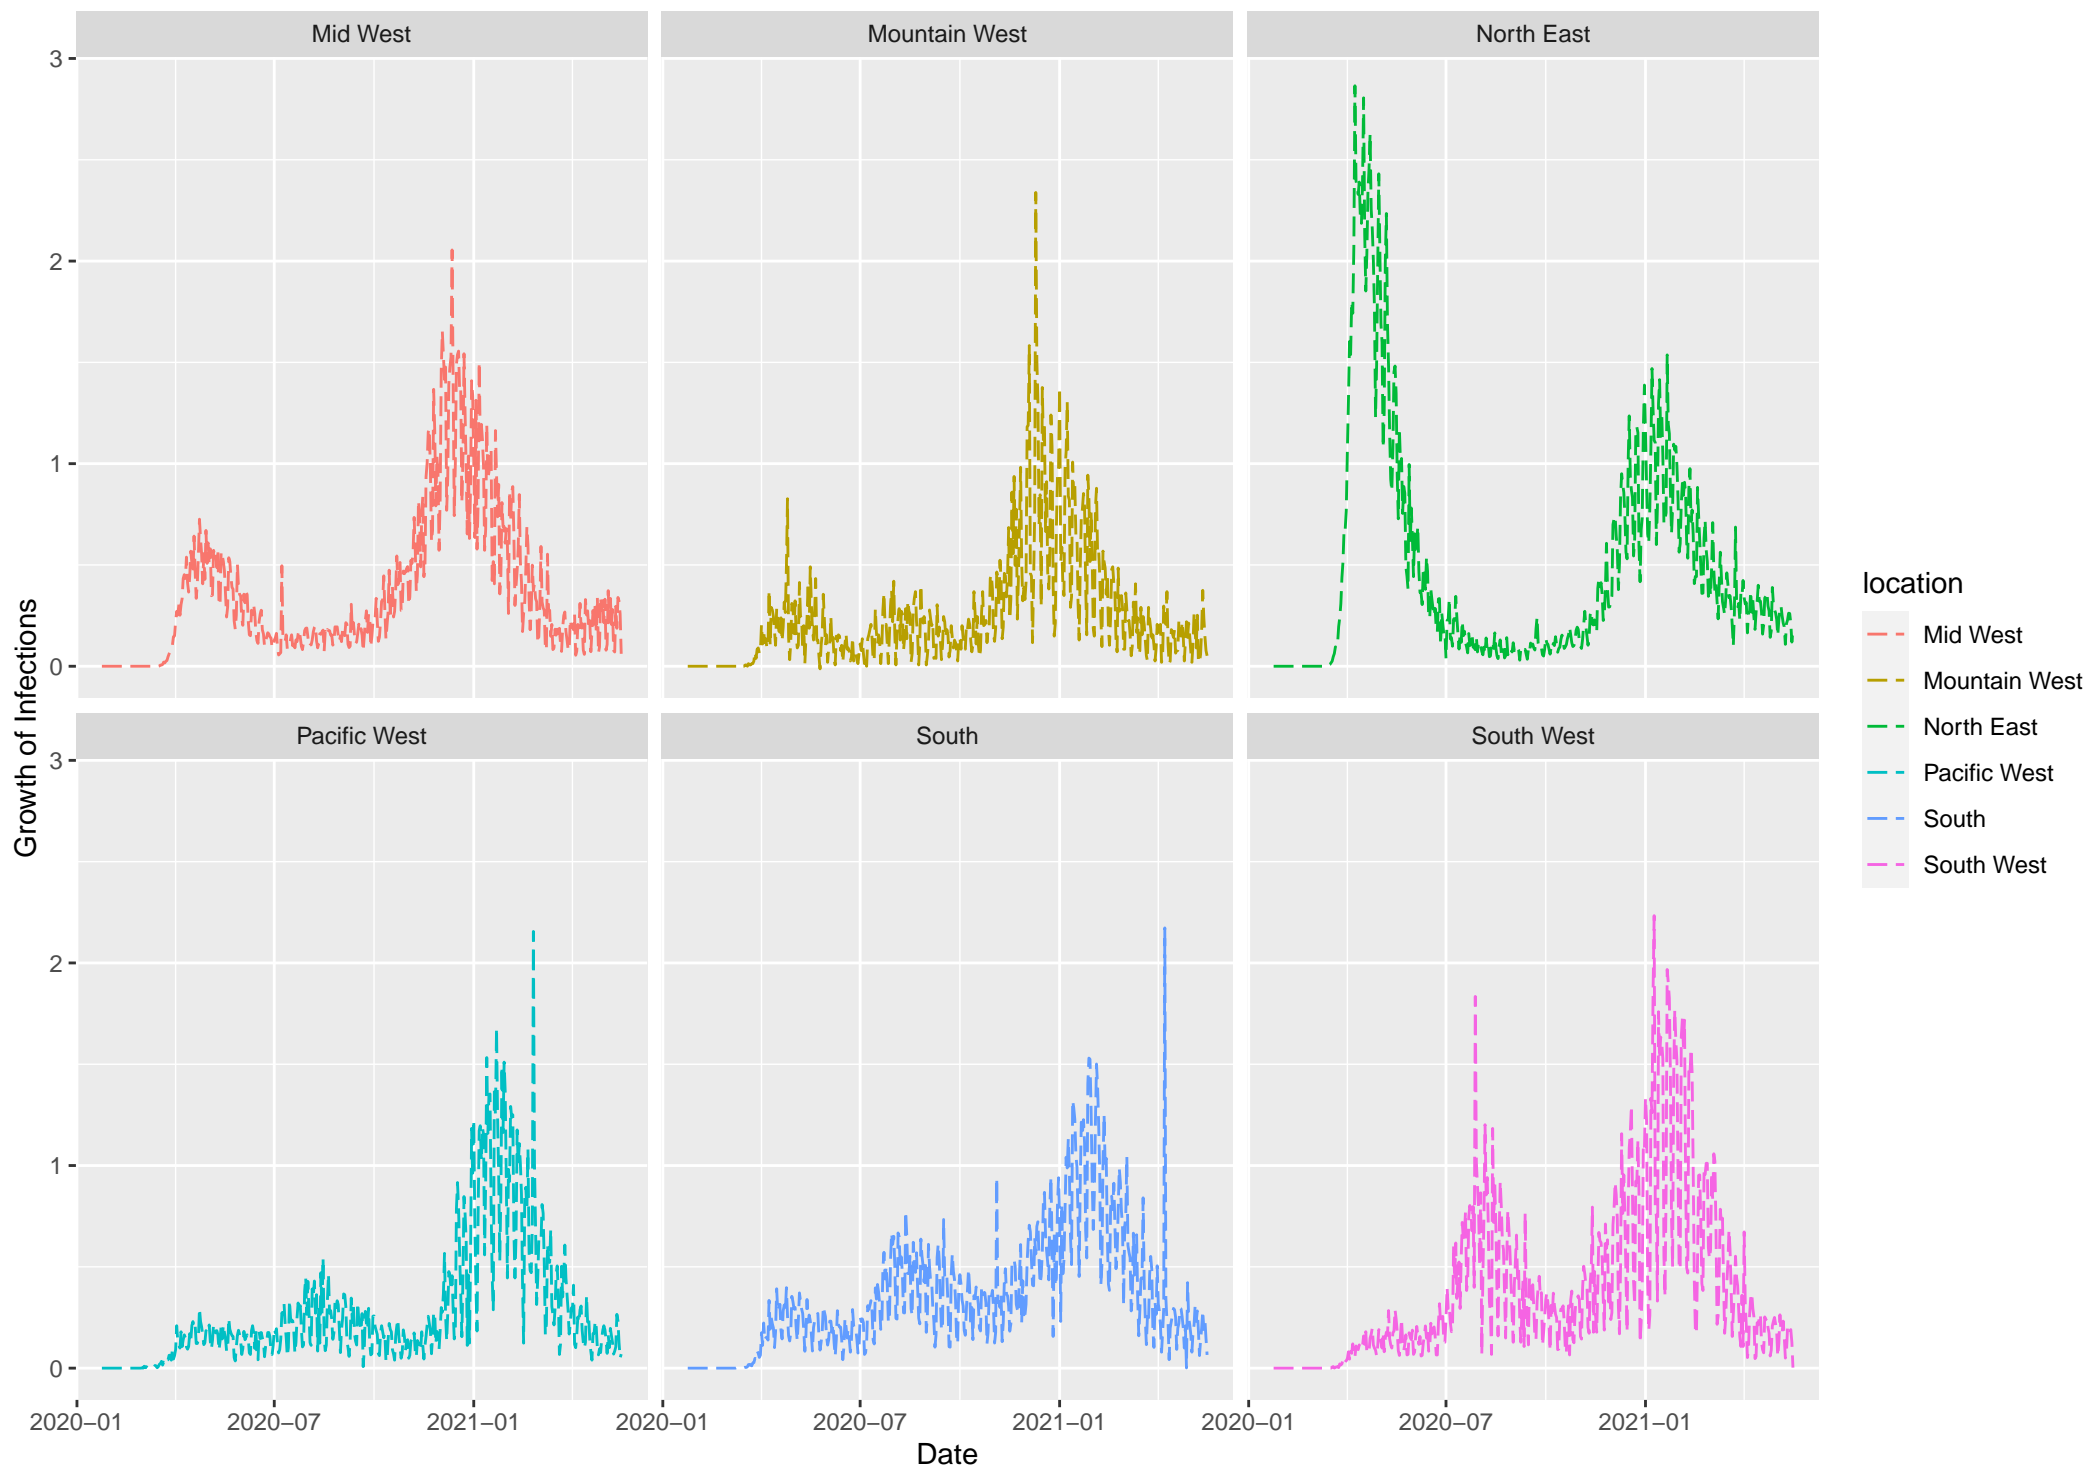 Mid West
Mountain West
North East
3
2
1
0
Pacific West
South
South West
3
2
1
0
2020−01
2020−07
2021−01
2020−01
2020−07
2021−01
2020−01
2020−07
2021−01
Date
Growth of Infections
location
Mid West
Mountain West
North East
Pacific West
South
South West